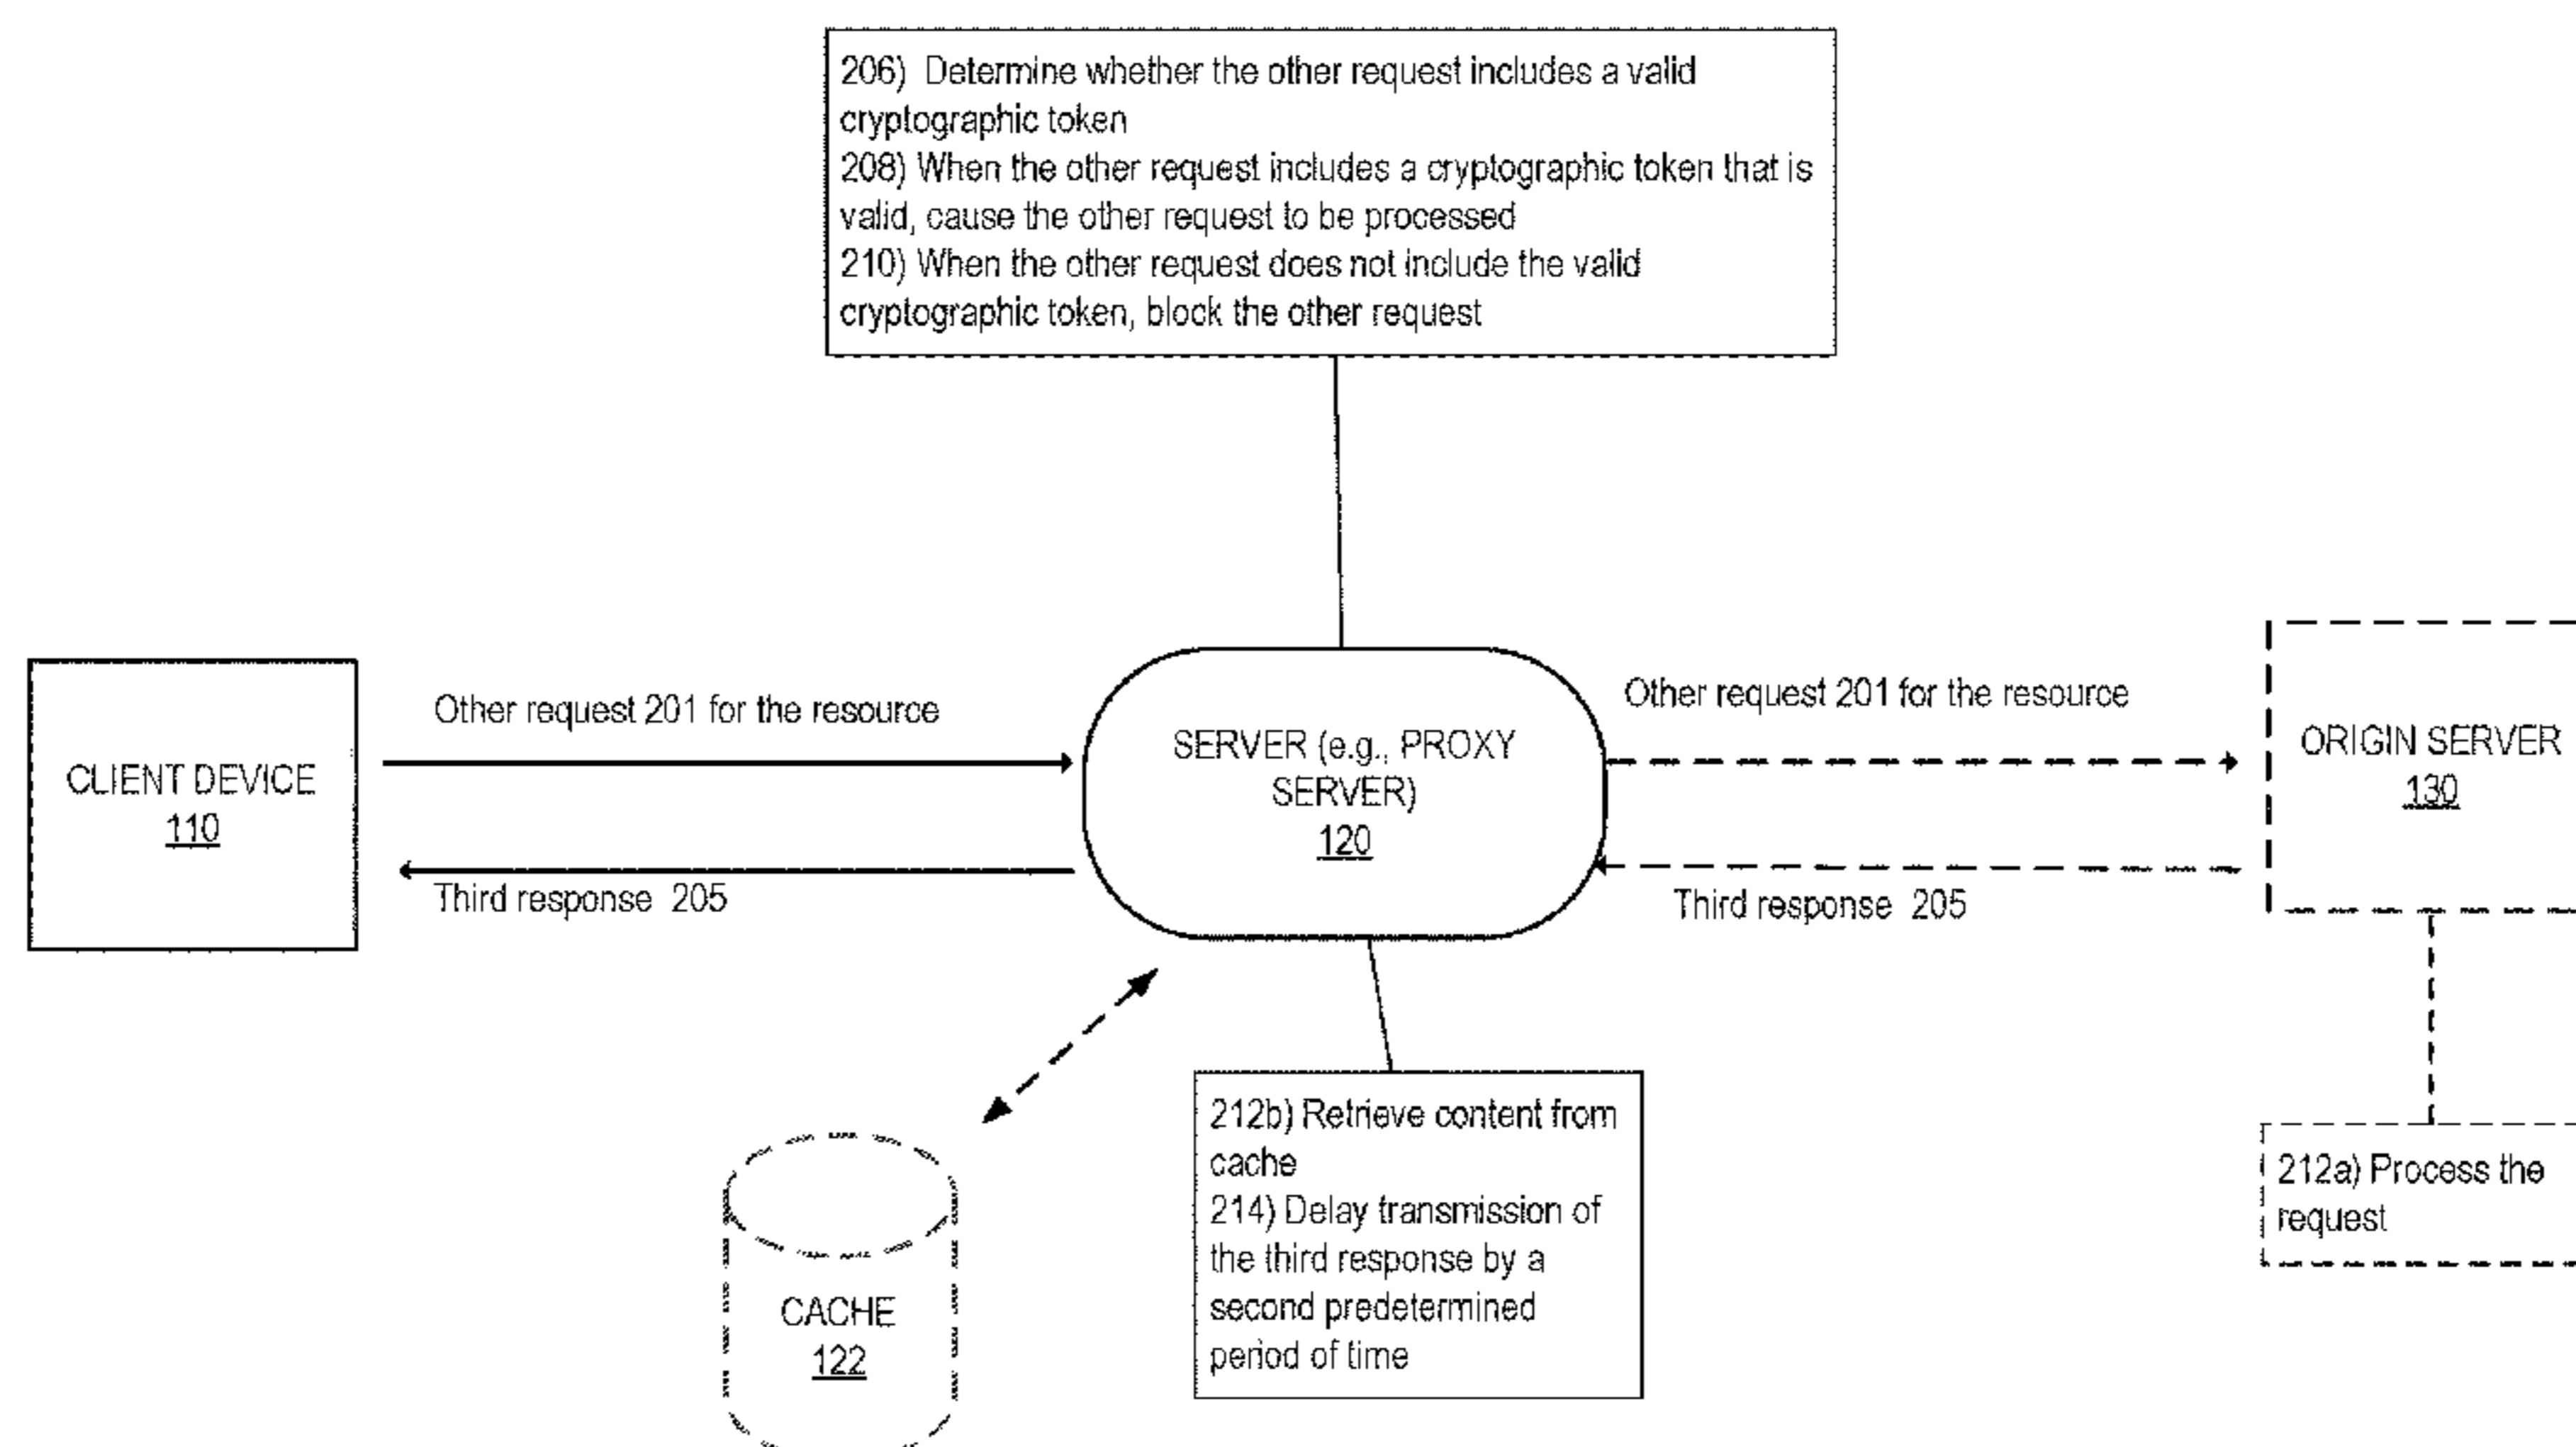 206) Determine whether the other request includes a valid
cryptographic token
208) When the other request includes a cryptographic token that is
valid, cause the other request to be processed
210) When the other request does not include the valid
cryptographic token, block the other request
CLIENT DEVICE
110
Other request 201 for the resource
Third response 205
SERVER (e.g., PROXY
SERVER)
120
Other request 201 for the resource
Third response 205
ORIGIN SERVER
130
CACHE
122
212b) Retrieve content from
cache
214) Delay transmission of
the third response by a
second predetermined
period of time
212a) Process the
request